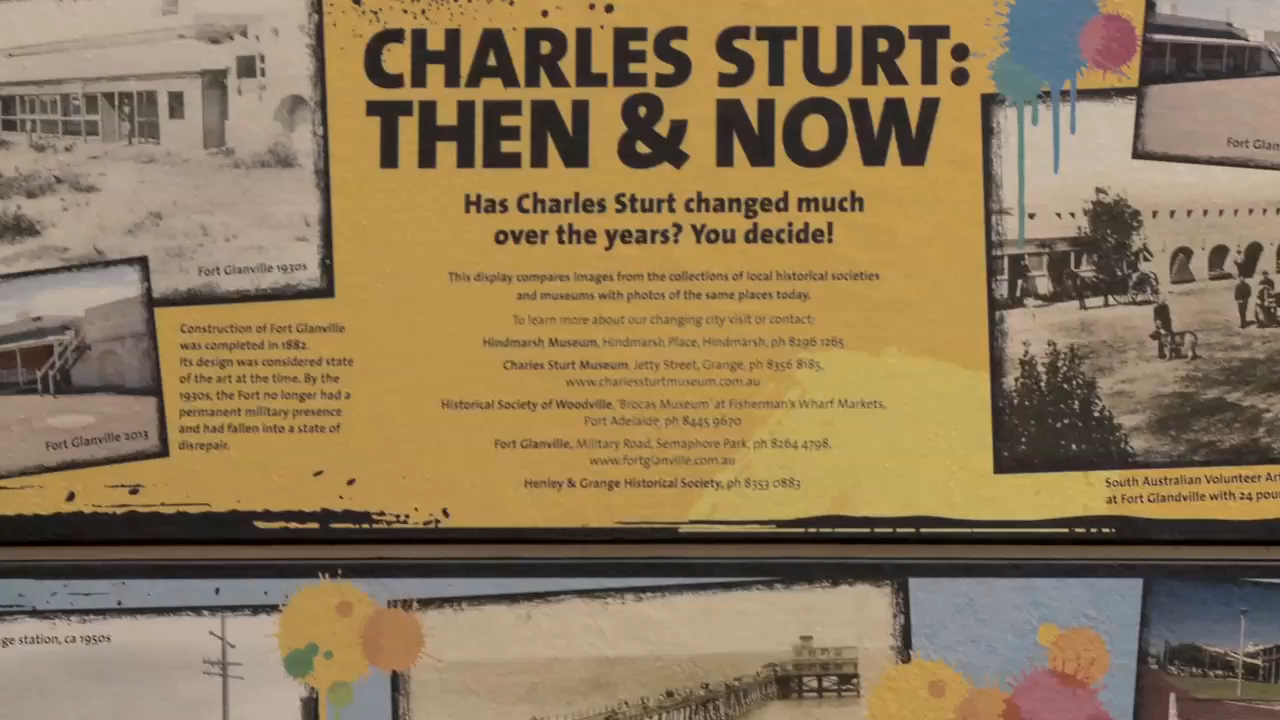 CHARLES STURT:
THEN & NOW
Has Charles Sturt changed much
over the years? You decide!
This display compares images from the collections of local historical societies
and museums with photos of the same places today.
To learn more about our changing city visit or contact:
Hindmarsh Museum, Hindmarsh Place, Hindmarsh, ph 8296 1265
Charles Sturt Museum, Jetty Street, Grange, ph 8356 8185,
www.charlessturtmuseum.com.au
Historical Society of Woodville, 'Brocas Museum' at Fisherman's Wharf Markets,
Port Adelaide, ph 8445 9670
Fort Glanville, Military Road, Semaphore Park, ph 8264 4798,
www.fortglanville.com.au
Henley & Grange Historical Society, ph 8353 0883
Fort Glanville 1930s
Construction of Fort Glanville
was completed in 1882.
Its design was considered state
of the art at the time. By the
1930s, the Fort no longer had a
permanent military presence
and had fallen into a state of
disrepair.
Fort Glanville 2013
Fort Glan
South Australian Volunteer Ar
at Fort Glandville with 24 pou
ge station, ca 1950s